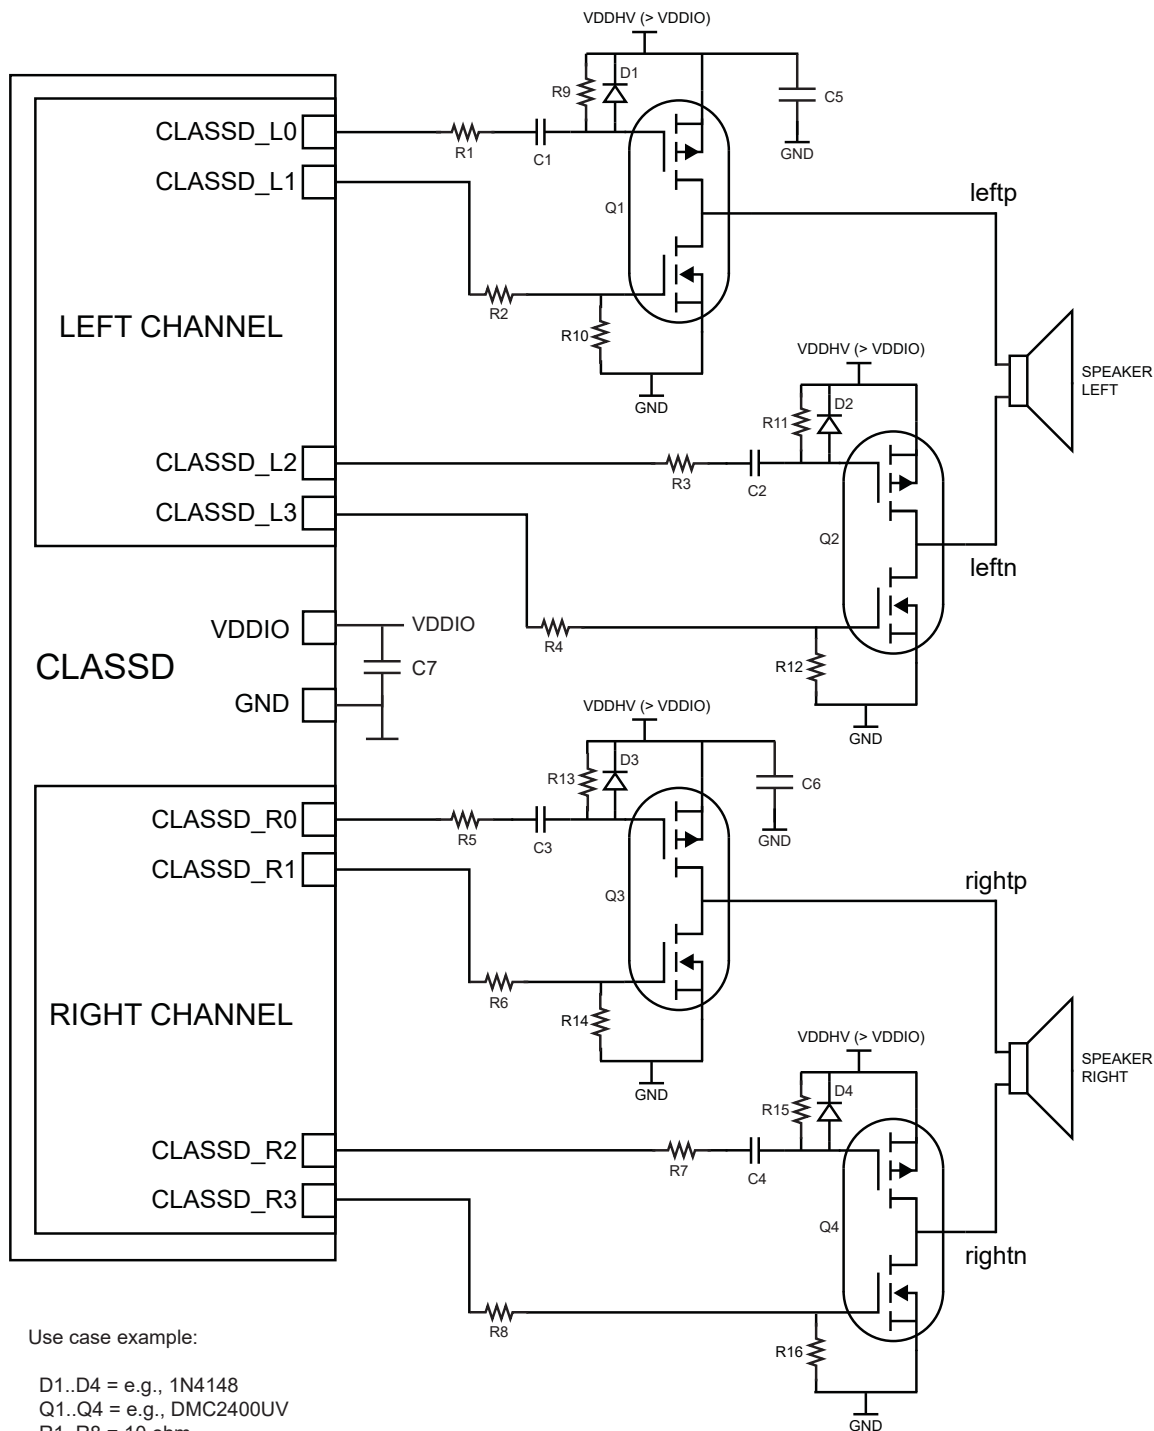 VDDHV (> VDDIO)
D1
R9
C5
GND
CLASSD_L0
R1
C1
CLASSD_L1
leftp
Q1
R2
LEFT CHANNEL
R10
GND
VDDHV (> VDDIO)
SPEAKER
LEFT
D2
R11
CLASSD_L2
R3
C2
CLASSD_L3
Q2
leftn
VDDIO
VDDIO
R4
CLASSD
C7
R12
GND
VDDHV (> VDDIO)
GND
D3
R13
C6
CLASSD_R0
R5
C3
GND
CLASSD_R1
rightp
Q3
R6
RIGHT CHANNEL
R14
VDDHV (> VDDIO)
SPEAKER
RIGHT
GND
D4
R15
CLASSD_R2
R7
C4
CLASSD_R3
Q4
rightn
R8
Use case example:
R16
D1..D4 = e.g., 1N4148
Q1..Q4 = e.g., DMC2400UV
R1..R8 = 10 ohm
GND